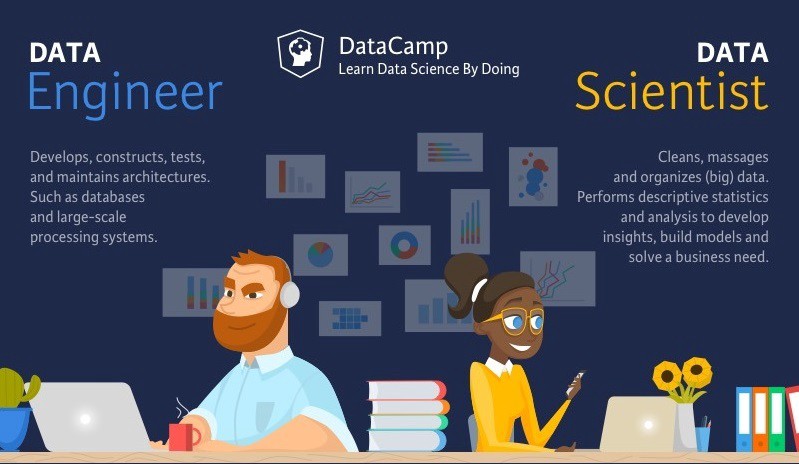 DATA
Engineer
Develops, constructs, tests,
and maintains architectures.
Such as databases
and large-scale
processing systems.
DataCamp
Learn Data Science By Doing
DATA
Scientist
Cleans, massages
and organizes (big) data.
Performs descriptive statistics
and analysis to develop
insights, build models and
solve a business need.